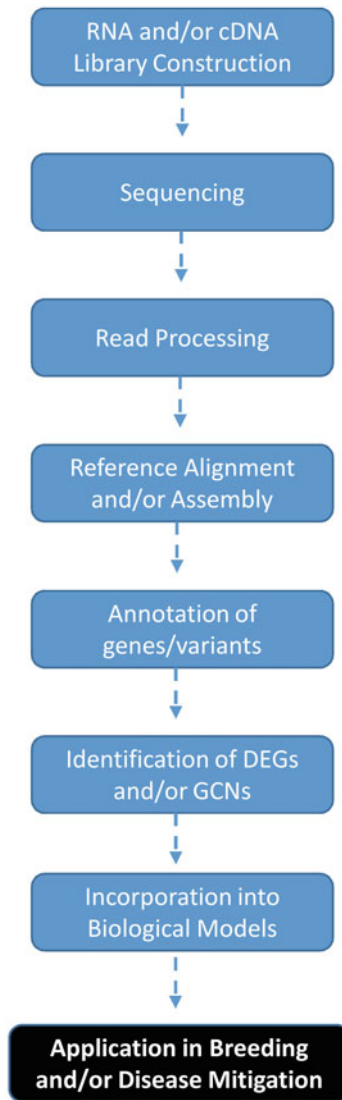 RNA and/or cDNA
Library Construction
Sequencing
Read Processing
Reference Alignment
and/or Assembly
Annotation of
genes/variants
Identification of DEGs
and/or GCNs
Incorporation into
Biological Models
Application in Breeding
and/or Disease Mitigation